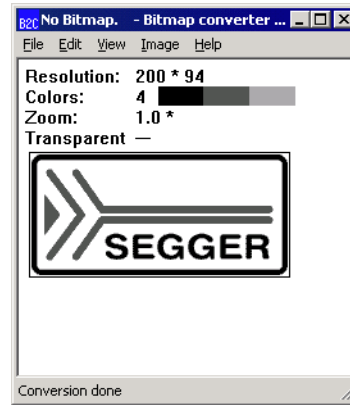 B2C No Bitmap. - Bitmap converter ...
File Edit View Image Help
Resolution: 200 * 94
Colors: 4
Zoom: 1.0 *
Transparent —
SEGGER
Conversion done